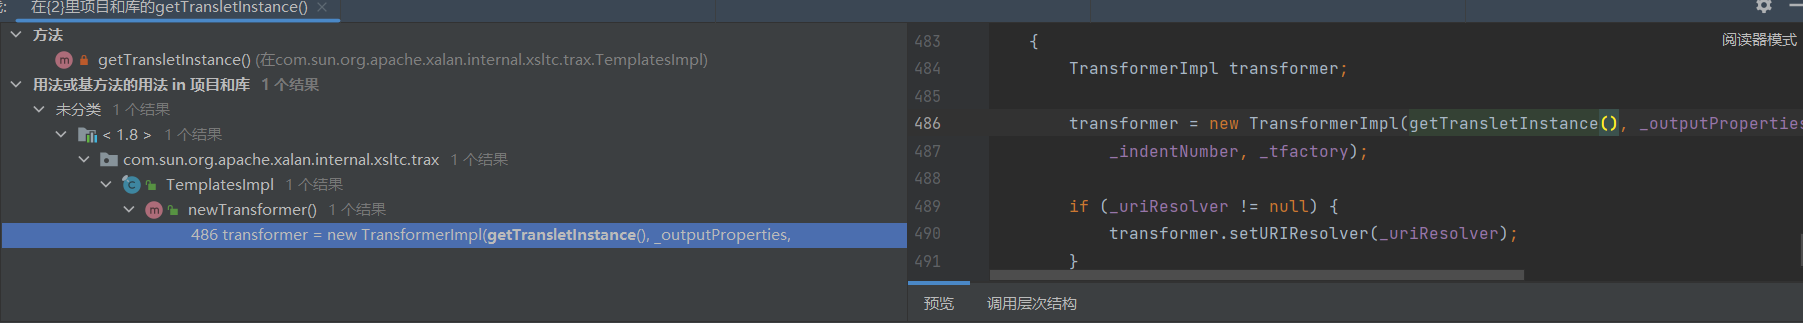 在{2}里项目和库的getTransletInstance() ×
方法
m getTransletInstance() (在com.sun.org.apache.xalan.internal.xsltc.trax.TemplatesImpl)
用法或基方法的用法 in 项目和库 1 个结果
未分类 1 个结果
< 1.8 > 1 个结果
com.sun.org.apache.xalan.internal.xsltc.trax 1 个结果
C TemplatesImpl 1 个结果
m newTransformer() 1 个结果
486 transformer = new TransformerImpl(getTransletInstance(), _outputProperties,
阅读器模式
483 {
484 TransformerImpl transformer;
485
486 transformer = new TransformerImpl(getTransletInstance(), _outputProperties
487 _indentNumber, _tfactory);
488
489 if (_uriResolver != null) {
490 transformer.setURIResolver(_uriResolver);
491 }
预览 调用层次结构